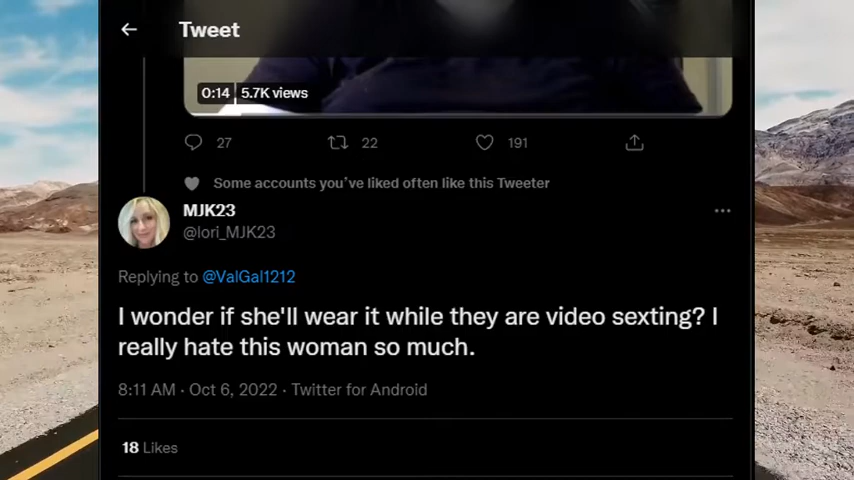 Tweet
0:14 5.7K views
27 22 191
Some accounts you've liked often like this Tweeter
MJK23
@lori_MJK23
Replying to @ValGal1212
I wonder if she'll wear it while they are video sexting? I
really hate this woman so much.
8:11 AM · Oct 6, 2022 · Twitter for Android
18 Likes